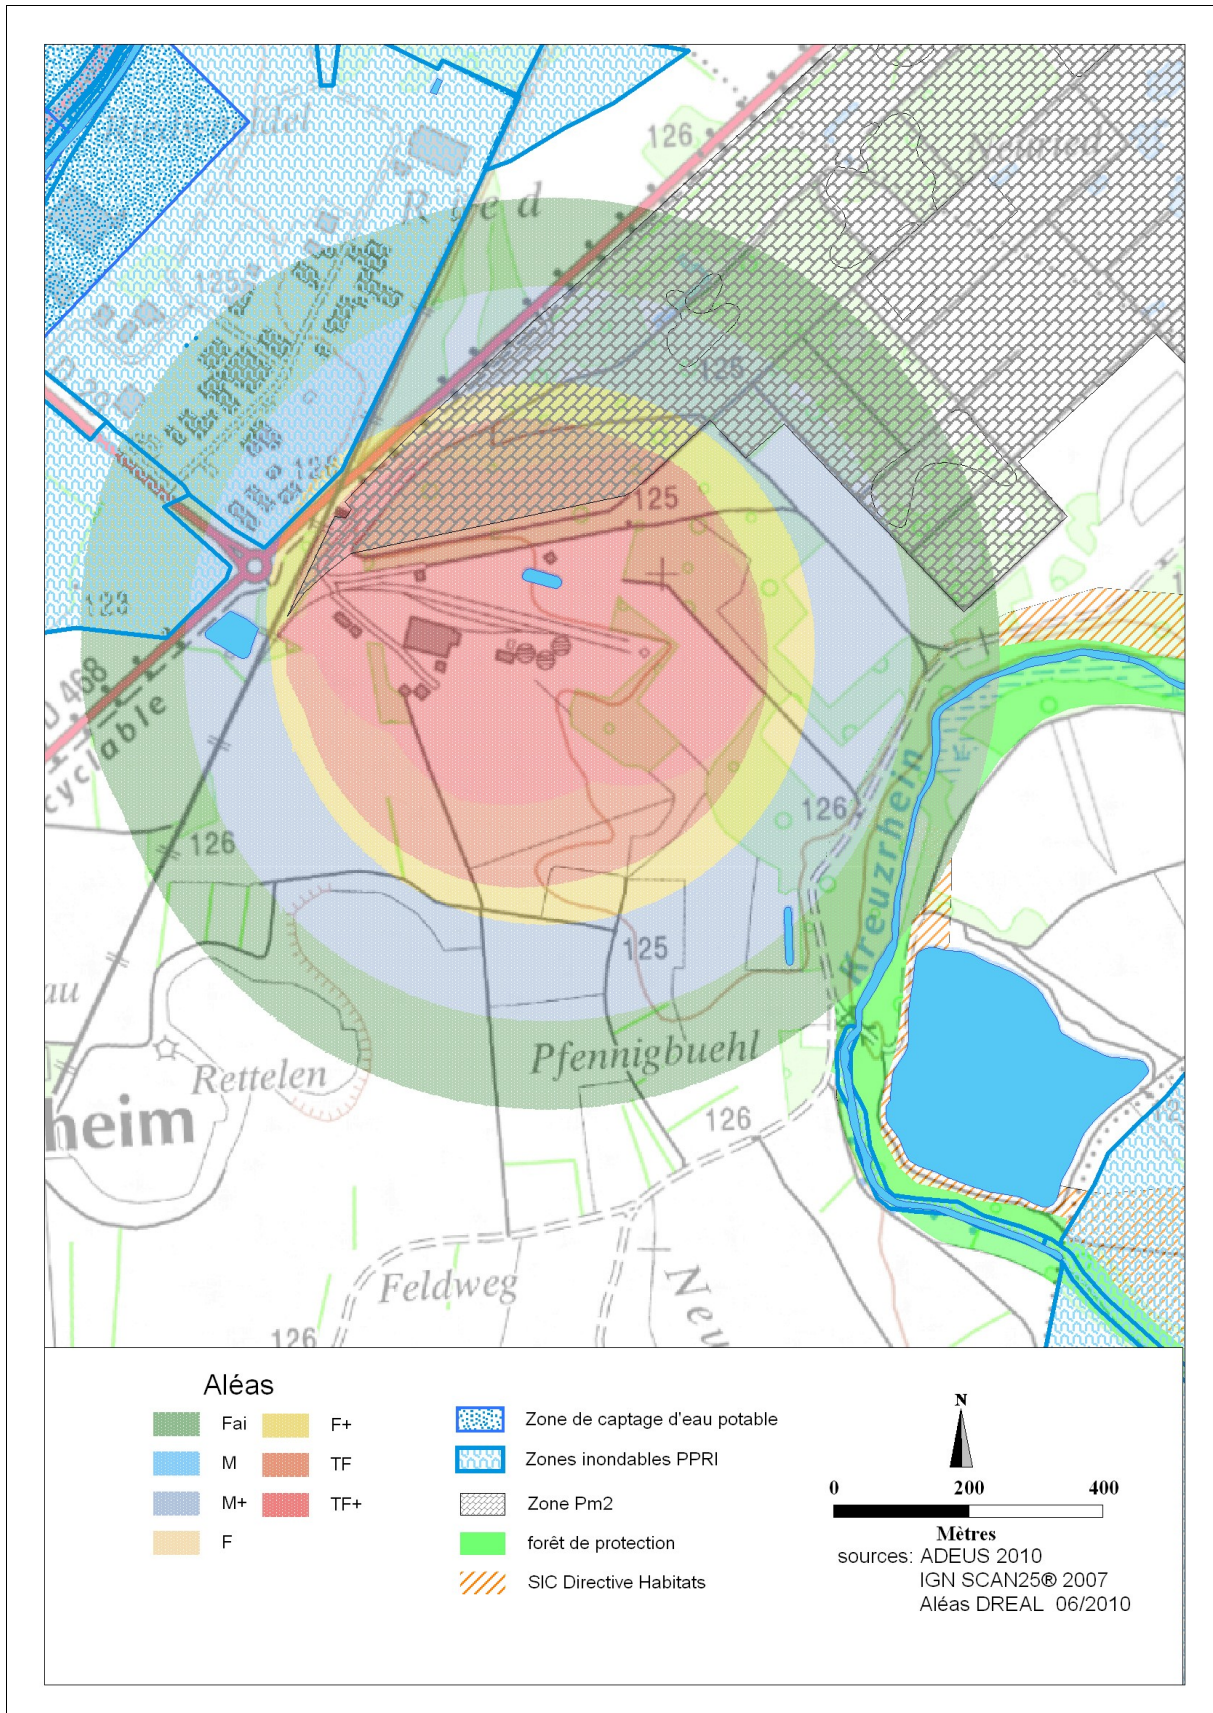 126
R i e d
125
125
125
123
D 468
cyclable
126
126
Kreuzrhein
125
au
Pfennigbuehl
Rettelen
heim
126
Feldweg
Neu
126
Aléas
Fai
F+
M
TF
M+
TF+
F
Zone de captage d'eau potable
Zones inondables PPRI
Zone Pm2
forêt de protection
SIC Directive Habitats
N
0 200 400
Mètres
sources: ADEUS 2010
IGN SCAN25® 2007
Aléas DREAL 06/2010